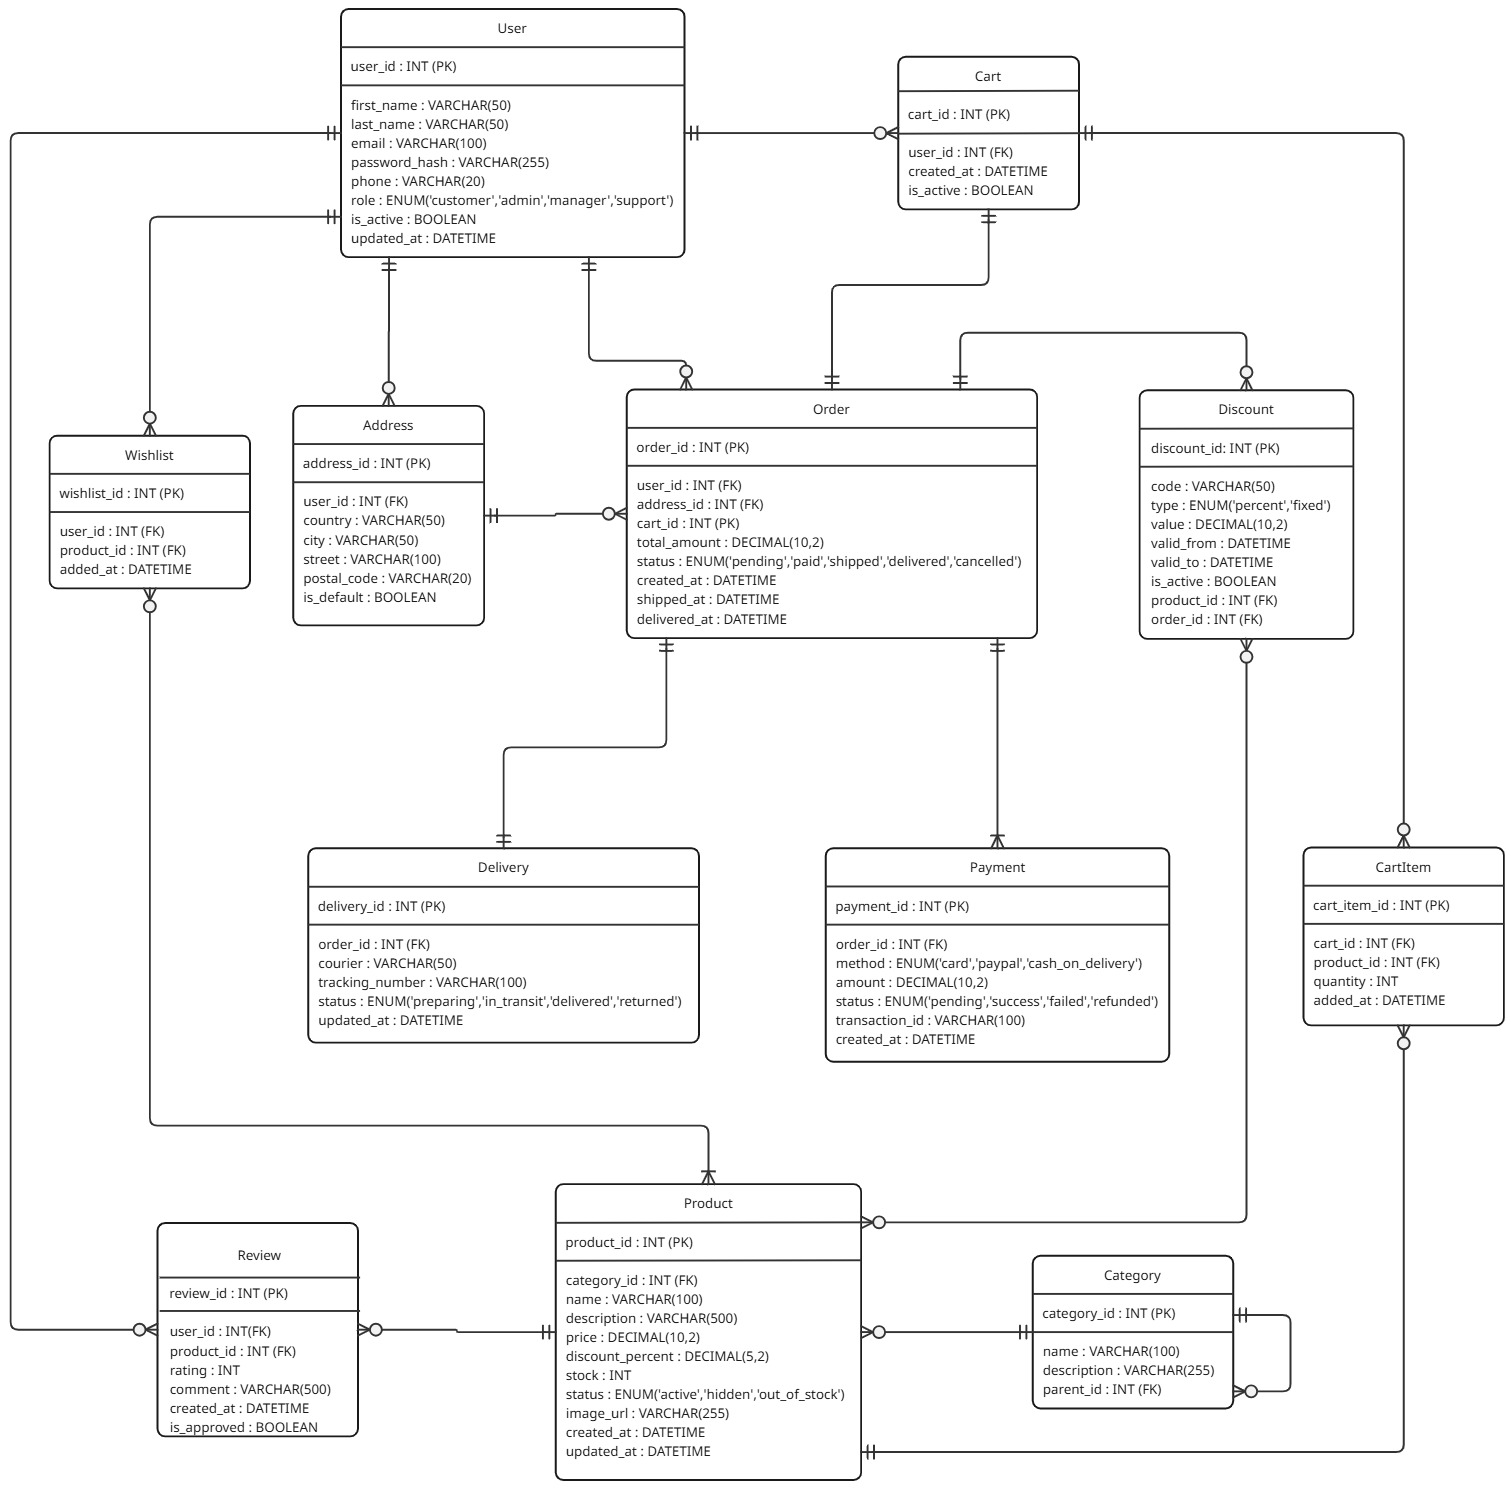 User
user_id : INT (PK)
first_name : VARCHAR(50)
last_name : VARCHAR(50)
email : VARCHAR(100)
password_hash : VARCHAR(255)
phone : VARCHAR(20)
role : ENUM('customer','admin','manager','support')
is_active : BOOLEAN
updated_at : DATETIME
Cart
cart_id : INT (PK)
user_id : INT (FK)
created_at : DATETIME
is_active : BOOLEAN
Wishlist
wishlist_id : INT (PK)
user_id : INT (FK)
product_id : INT (FK)
added_at : DATETIME
Address
address_id : INT (PK)
user_id : INT (FK)
country : VARCHAR(50)
city : VARCHAR(50)
street : VARCHAR(100)
postal_code : VARCHAR(20)
is_default : BOOLEAN
Order
order_id : INT (PK)
user_id : INT (FK)
address_id : INT (FK)
cart_id : INT (PK)
total_amount : DECIMAL(10,2)
status : ENUM('pending','paid','shipped','delivered','cancelled')
created_at : DATETIME
shipped_at : DATETIME
delivered_at : DATETIME
Discount
discount_id: INT (PK)
code : VARCHAR(50)
type : ENUM('percent','fixed')
value : DECIMAL(10,2)
valid_from : DATETIME
valid_to : DATETIME
is_active : BOOLEAN
product_id : INT (FK)
order_id : INT (FK)
Delivery
delivery_id : INT (PK)
order_id : INT (FK)
courier : VARCHAR(50)
tracking_number : VARCHAR(100)
status : ENUM('preparing','in_transit','delivered','returned')
updated_at : DATETIME
Payment
payment_id : INT (PK)
order_id : INT (FK)
method : ENUM('card','paypal','cash_on_delivery')
amount : DECIMAL(10,2)
status : ENUM('pending','success','failed','refunded')
transaction_id : VARCHAR(100)
created_at : DATETIME
CartItem
cart_item_id : INT (PK)
cart_id : INT (FK)
product_id : INT (FK)
quantity : INT
added_at : DATETIME
Review
review_id : INT (PK)
user_id : INT(FK)
product_id : INT (FK)
rating : INT
comment : VARCHAR(500)
created_at : DATETIME
is_approved : BOOLEAN
Product
product_id : INT (PK)
category_id : INT (FK)
name : VARCHAR(100)
description : VARCHAR(500)
price : DECIMAL(10,2)
discount_percent : DECIMAL(5,2)
stock : INT
status : ENUM('active','hidden','out_of_stock')
image_url : VARCHAR(255)
created_at : DATETIME
updated_at : DATETIME
Category
category_id : INT (PK)
name : VARCHAR(100)
description : VARCHAR(255)
parent_id : INT (FK)